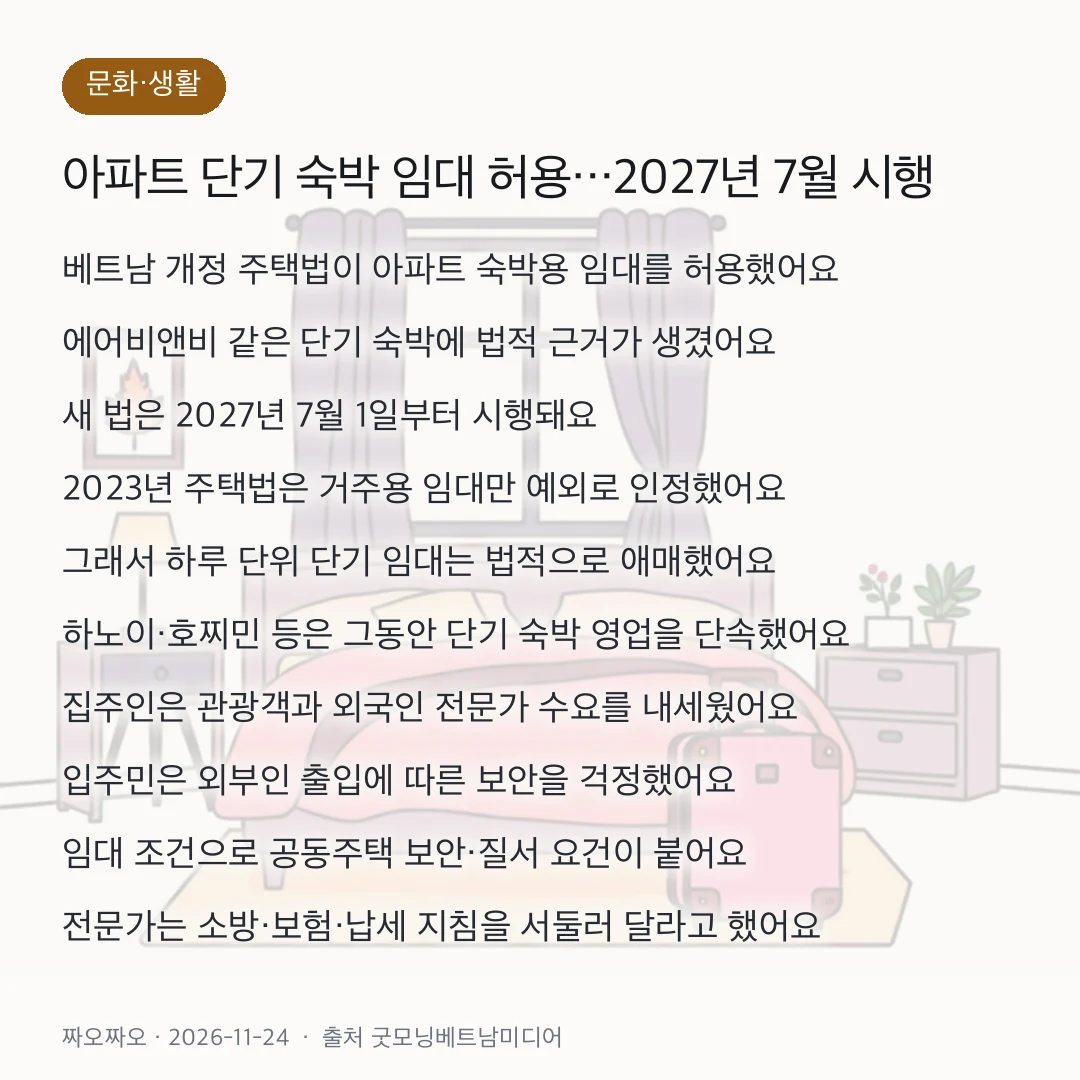 문화·생활
아파트 단기 숙박 임대 허용…2027년 7월 시행
베트남 개정 주택법이 아파트 숙박용 임대를 허용했어요
에어비앤비 같은 단기 숙박에 법적 근거가 생겼어요
새 법은 2027년 7월 1일부터 시행돼요
2023년 주택법은 거주용 임대만 예외로 인정했어요
그래서 하루 단위 단기 임대는 법적으로 애매했어요
하노이·호찌민 등은 그동안 단기 숙박 영업을 단속했어요
집주인은 관광객과 외국인 전문가 수요를 내세웠어요
입주민은 외부인 출입에 따른 보안을 걱정했어요
임대 조건으로 공동주택 보안·질서 요건이 붙어요
전문가는 소방·보험·납세 지침을 서둘러 달라고 했어요
짜오짜오 · 2026-11-24 · 출처 굿모닝베트남미디어